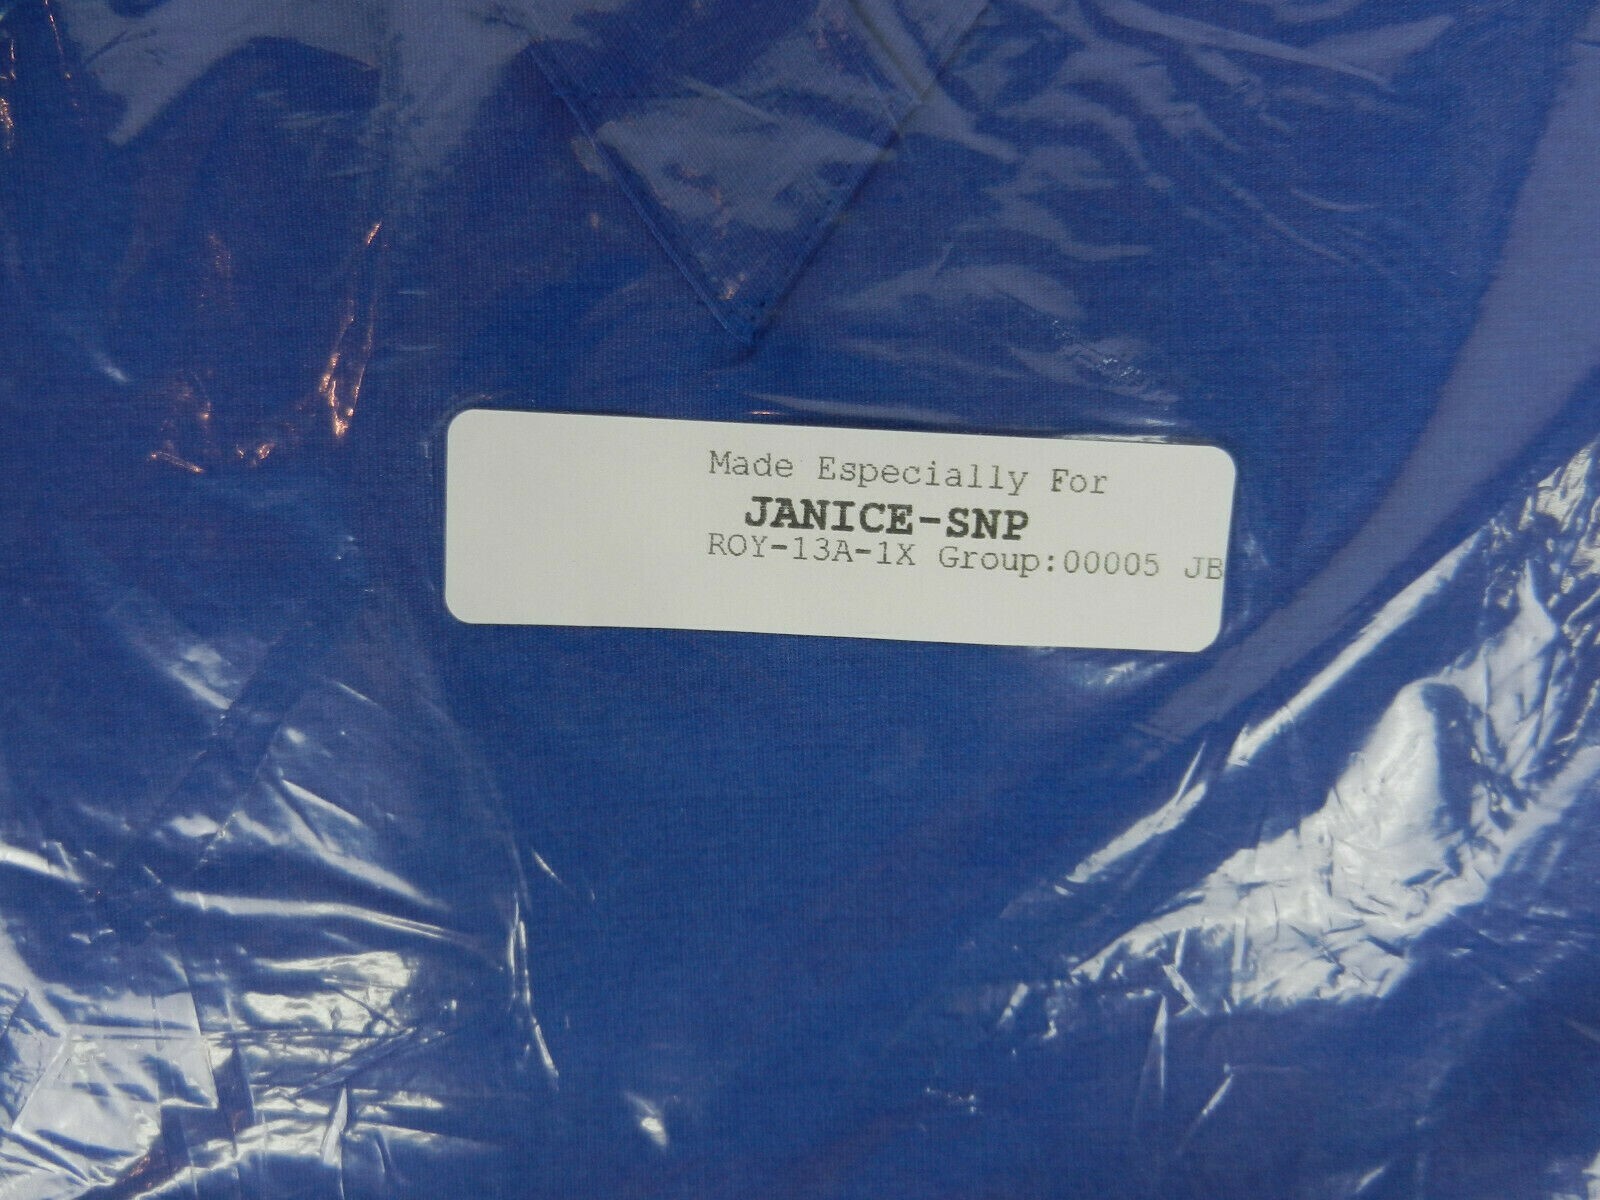 Made Especially For
JANICE-SNP
ROY-13A-1X Group:00005 JB